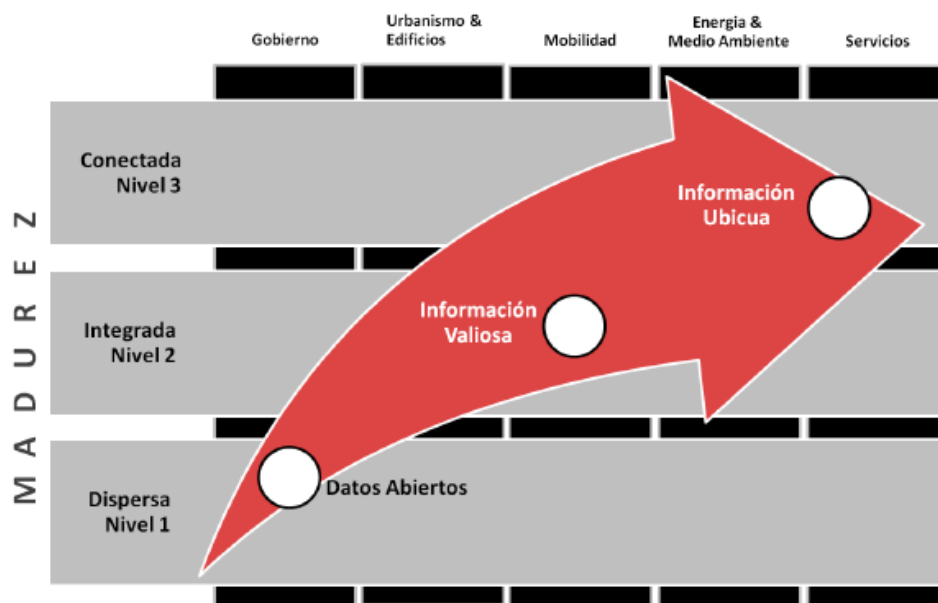 Gobierno
Urbanismo &
Edificios
Mobilidad
Energia &
Medio Ambiente
Servicios
MADUREZ
Conectada
Nivel 3
Información
Ubicua
Integrada
Nivel 2
Información
Valiosa
Dispersa
Nivel 1
Datos Abiertos